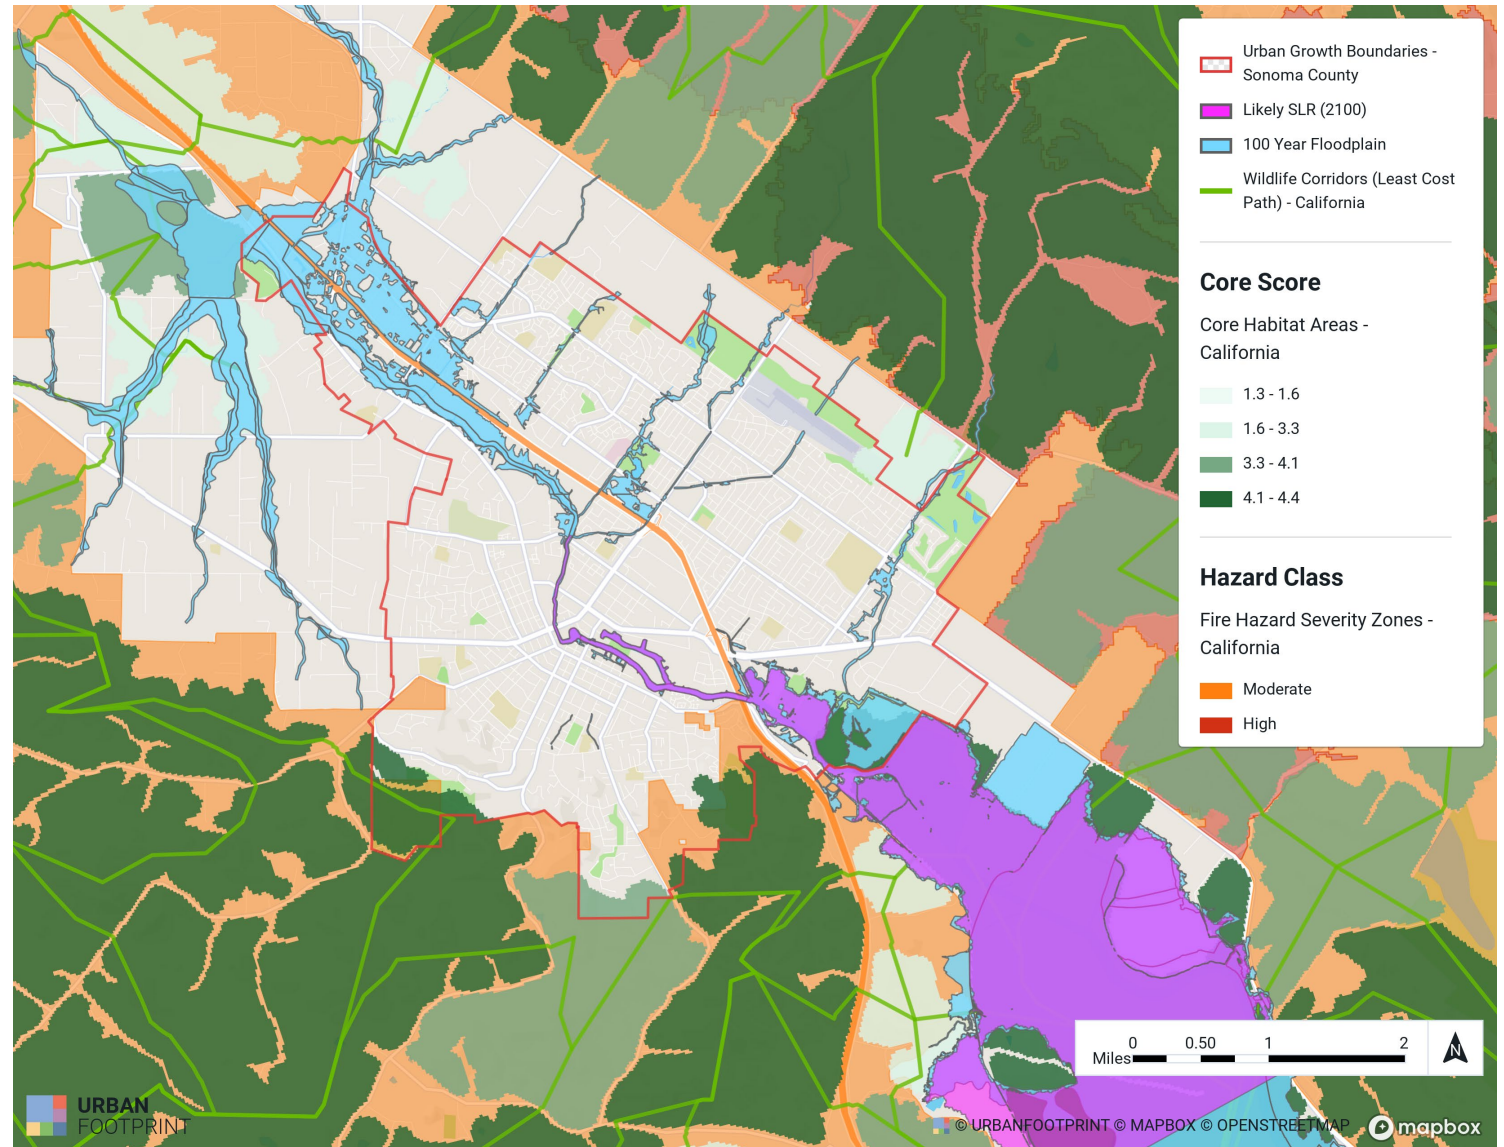 Urban Growth Boundaries -
Sonoma County
Likely SLR (2100)
100 Year Floodplain
Wildlife Corridors (Least Cost
Path) - California
Core Score
Core Habitat Areas -
California
1.3 - 1.6
1.6 - 3.3
3.3 - 4.1
4.1 - 4.4
Hazard Class
Fire Hazard Severity Zones -
California
Moderate
High
0 0.50 1 2
Miles
N
URBAN
FOOTPRINT
© URBANFOOTPRINT © MAPBOX © OPENSTREETMAP
mapbox